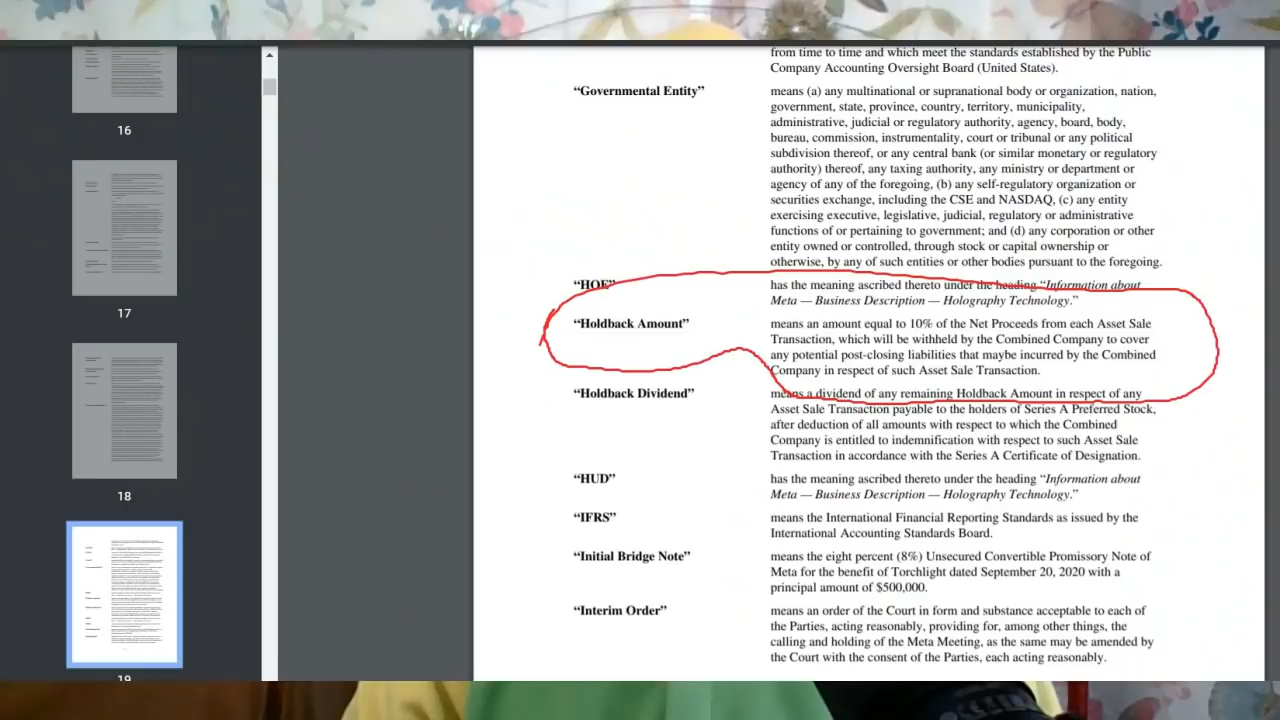 16
17
18
19
from time to time and which meet the standards established by the Public
Company Accounting Oversight Board (United States).
“Governmental Entity” means (a) any multinational or supranational body or organization, nation,
government, state, province, country, territory, municipality,
administrative, judicial or regulatory authority, agency, board, body,
bureau, commission, instrumentality, court or tribunal or any political
subdivision thereof, or any central bank (or similar monetary or regulatory
authority) thereof, any taxing authority, any ministry or department or
agency of any of the foregoing, (b) any self-regulatory organization or
securities exchange, including the CSE and NASDAQ, (c) any entity
exercising executive, legislative, judicial, regulatory or administrative
functions of or pertaining to government; and (d) any corporation or other
entity owned or controlled, through stock or capital ownership or
otherwise, by any of such entities or other bodies pursuant to the foregoing.
“HOE” has the meaning ascribed thereto under the heading “Information about
Meta — Business Description — Holography Technology.”
“Holdback Amount” means an amount equal to 10% of the Net Proceeds from each Asset Sale
Transaction, which will be withheld by the Combined Company to cover
any potential post-closing liabilities that maybe incurred by the Combined
Company in respect of such Asset Sale Transaction.
“Holdback Dividend” means a dividend of any remaining Holdback Amount in respect of any
Asset Sale Transaction payable to the holders of Series A Preferred Stock,
after deduction of all amounts with respect to which the Combined
Company is entitled to indemnification with respect to such Asset Sale
Transaction in accordance with the Series A Certificate of Designation.
“HUD” has the meaning ascribed thereto under the heading “Information about
Meta — Business Description — Holography Technology.”
“IFRS” means the International Financial Reporting Standards as issued by the
International Accounting Standards Board.
“Initial Bridge Note” means the eight percent (8%) Unsecured Convertible Promissory Note of
Meta for the benefit of Torchlight dated September 20, 2020 with a
principal amount of $500,000.
“Interim Order” means an order of the Court in form and substance acceptable to each of
the Parties, acting reasonably, providing for, among other things, the
calling and holding of the Meta Meeting, as the same may be amended by
the Court with the consent of the Parties, each acting reasonably.